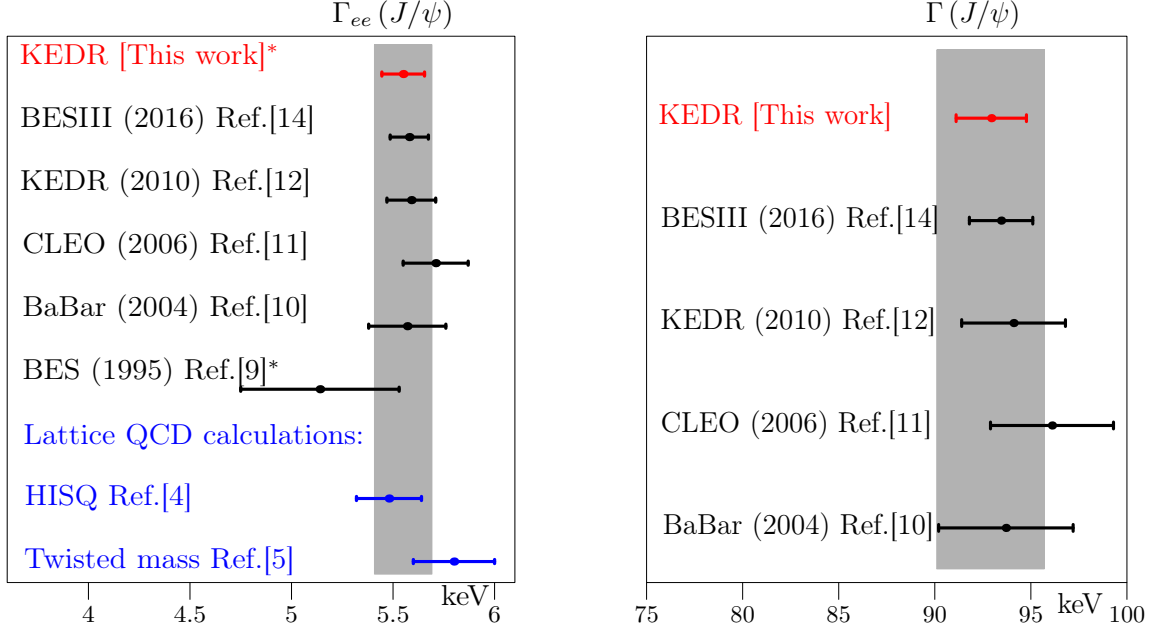 Γee (J/ψ)
KEDR [This work]*
BESIII (2016) Ref.[14]
KEDR (2010) Ref.[12]
CLEO (2006) Ref.[11]
BaBar (2004) Ref.[10]
BES (1995) Ref.[9]*
Lattice QCD calculations:
HISQ Ref.[4]
Twisted mass Ref.[5]
keV
4 4.5 5 5.5 6
Γ (J/ψ)
KEDR [This work]
BESIII (2016) Ref.[14]
KEDR (2010) Ref.[12]
CLEO (2006) Ref.[11]
BaBar (2004) Ref.[10]
keV
75 80 85 90 95 100